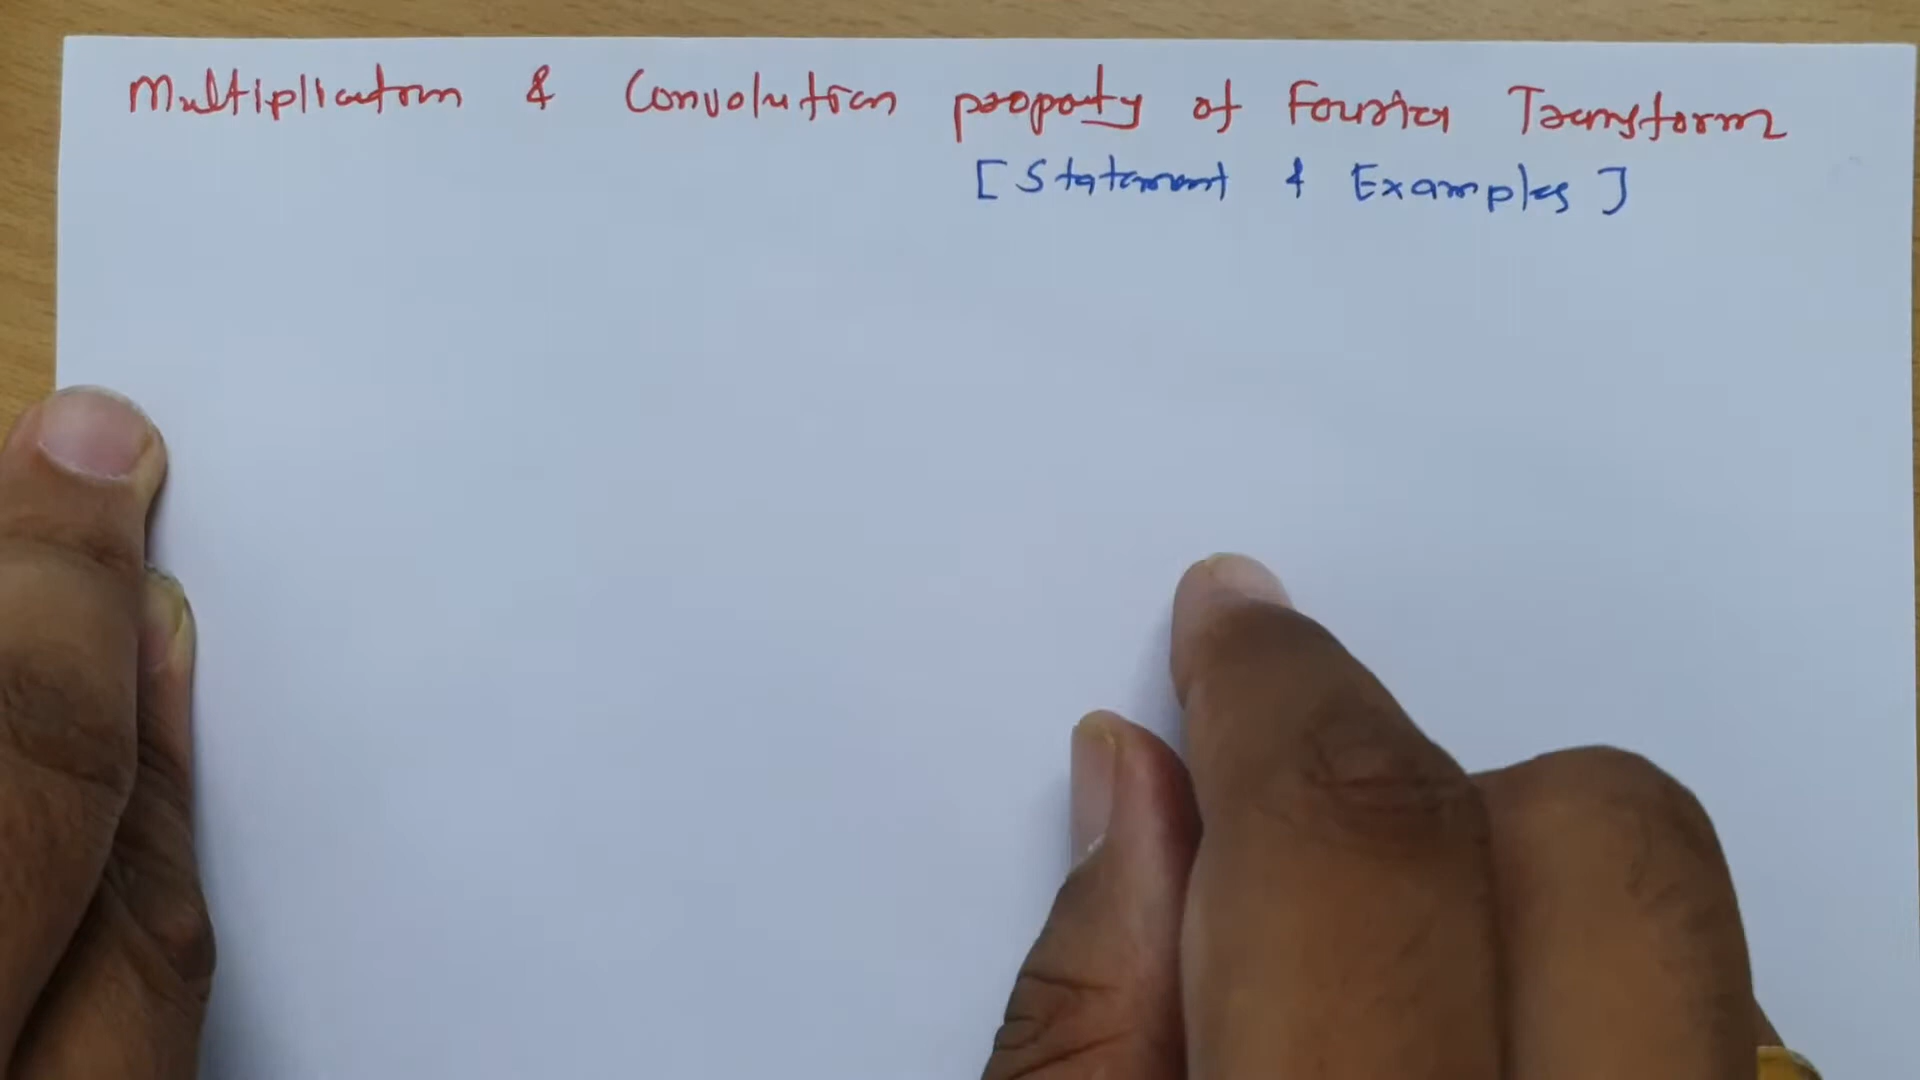 Multiplication & Convolution property of Fourier Transform
[Statement & Examples]